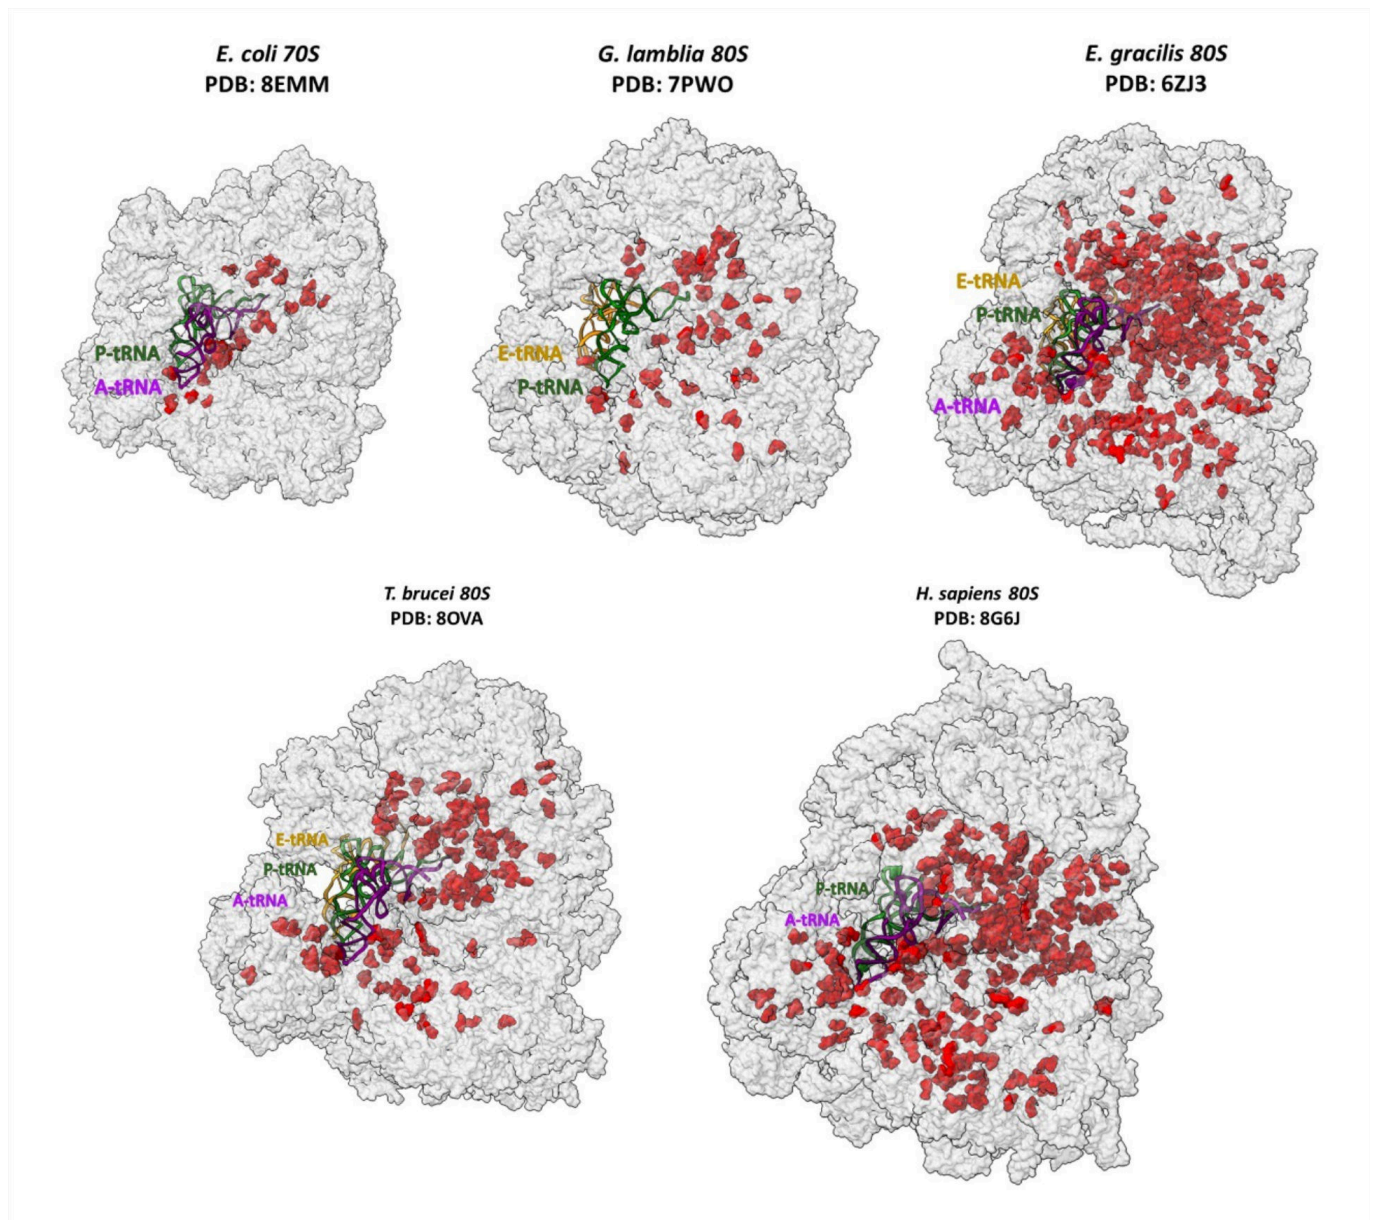 E. coli 70S
PDB: 8EMM
G. lamblia 80S
PDB: 7PWO
E. gracilis 80S
PDB: 6ZJ3
P-tRNA
A-tRNA
E-tRNA
P-tRNA
E-tRNA
P-tRNA
A-tRNA
T. brucei 80S
PDB: 8OVA
H. sapiens 80S
PDB: 8G6J
E-tRNA
P-tRNA
A-tRNA
P-tRNA
A-tRNA